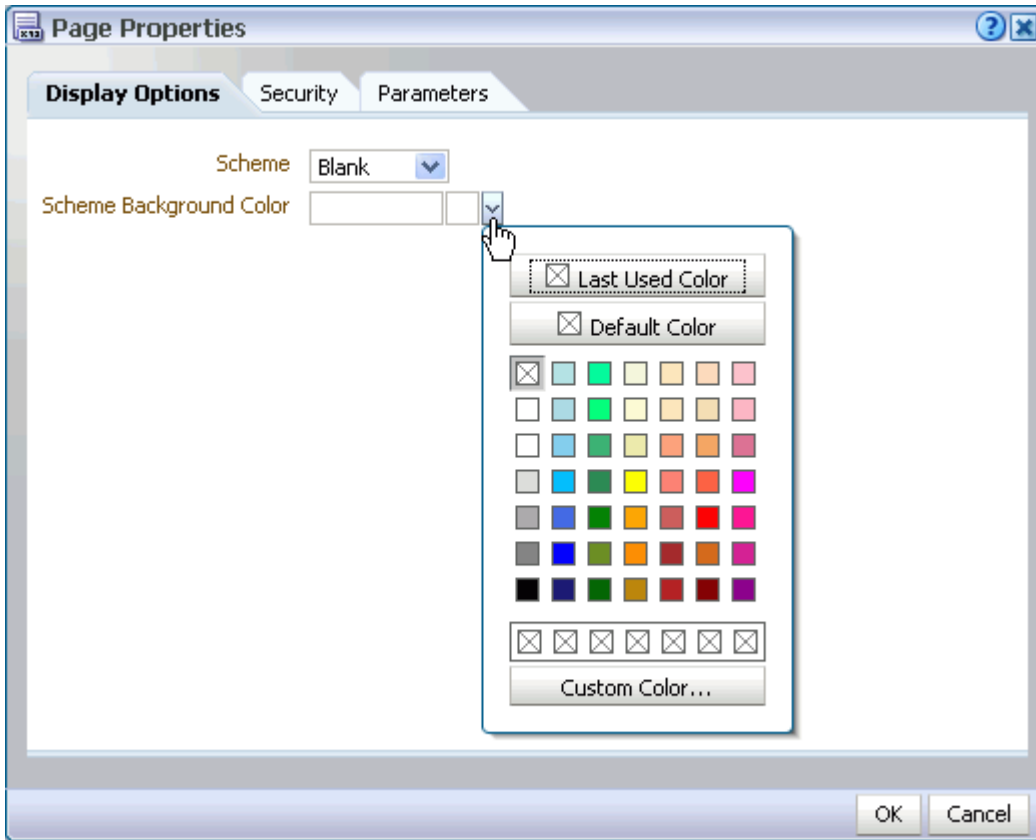 Page Properties
Display Options Security Parameters
Scheme Blank
Scheme Background Color
Last Used Color
Default Color
Custom Color...
OK Cancel